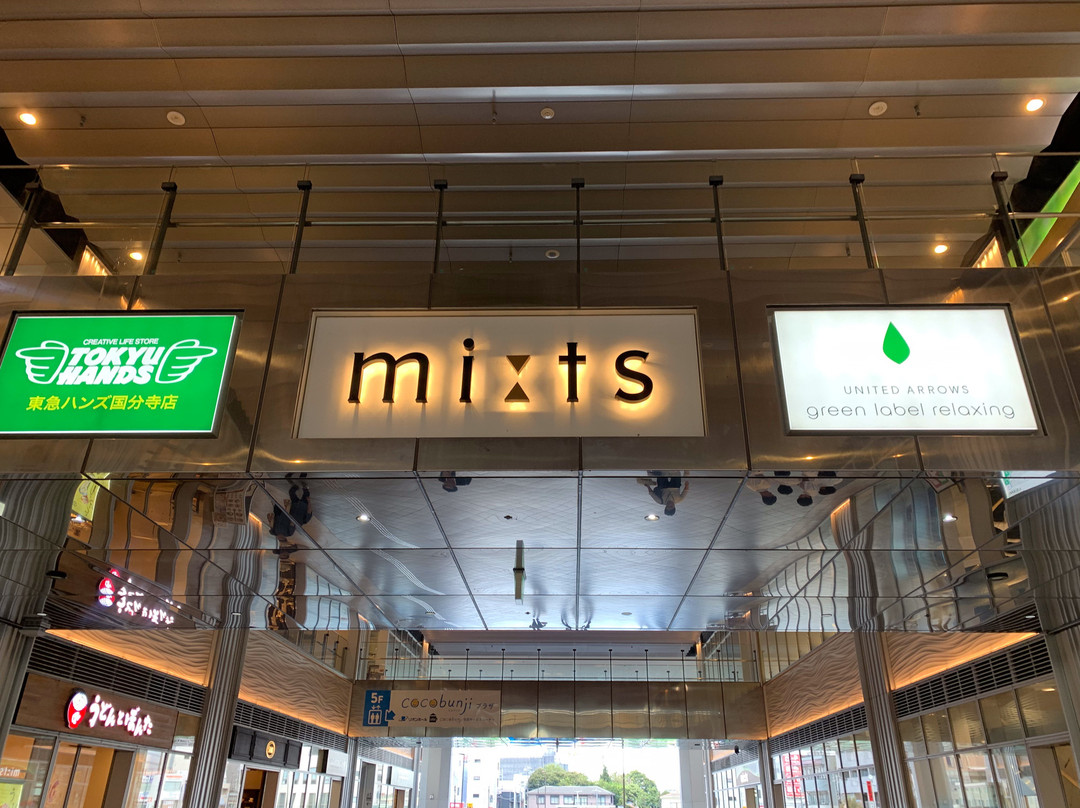 CREATIVE LIFE STORE
TOKYU
HANDS
東急ハンズ国分寺店
mixts
UNITED ARROWS
green label relaxing
5F
cocobunji プラザ